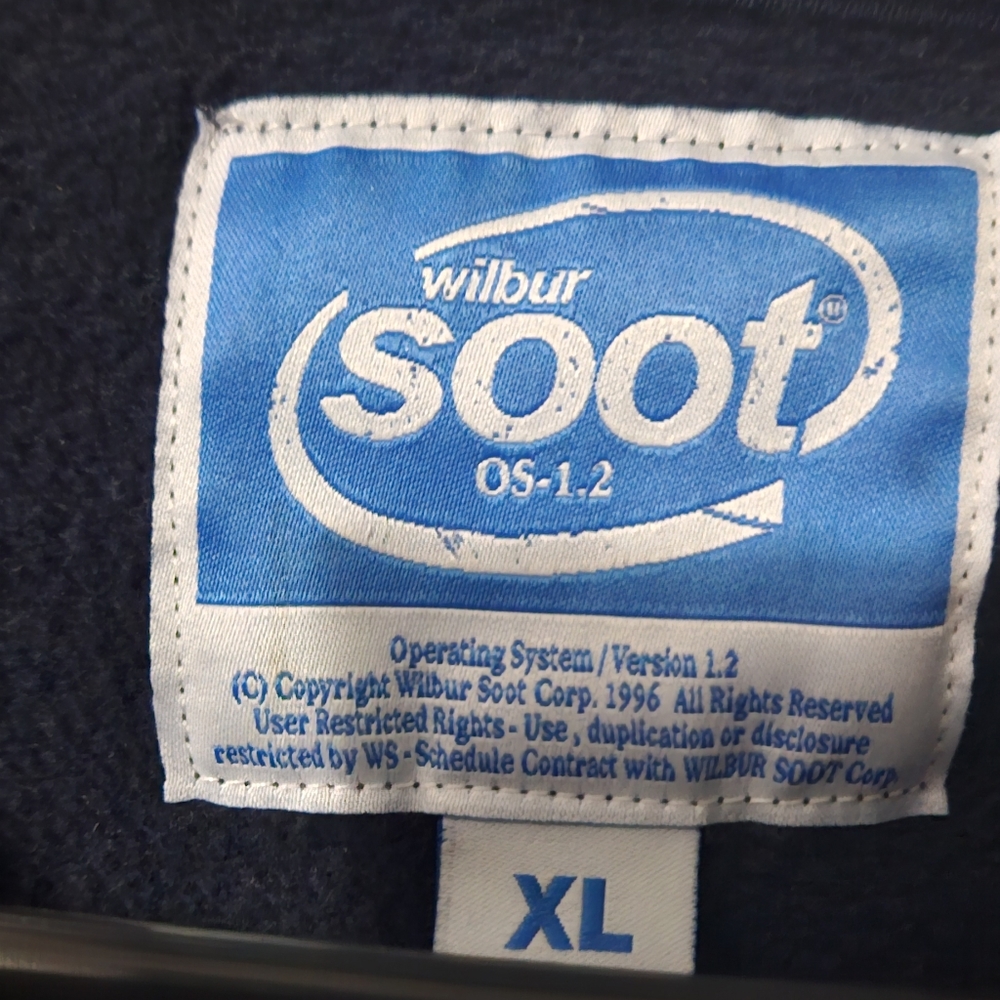 wilbur
soot
OS-1.2
Operating System / Version 1.2
(C) Copyright Wilbur Soot Corp. 1996 All Rights Reserved
User Restricted Rights - Use , duplication or disclosure
restricted by WS - Schedule Contract with WILBUR SOOT Corp
XL